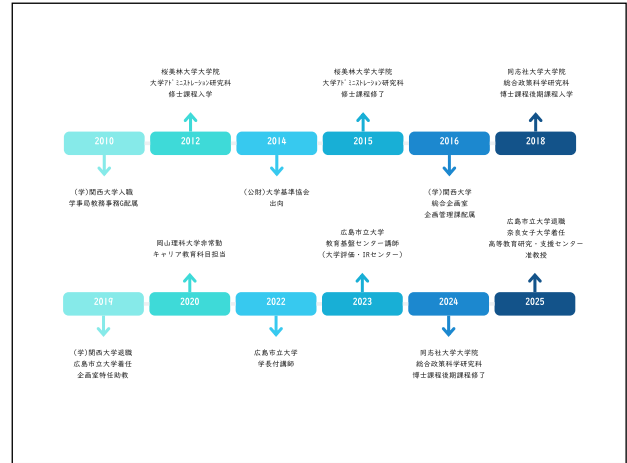 桜美林大学大学院
大学ｱﾄﾞﾐﾆｽﾄﾚｰｼｮﾝ研究科
修士課程入学
桜美林大学大学院
大学ｱﾄﾞﾐﾆｽﾄﾚｰｼｮﾝ研究科
修士課程修了
同志社大学大学院
総合政策科学研究科
博士課程後期課程入学
2010
2012
2014
2015
2016
2018
(学)関西大学入職
学事局教務事務G配属
(公財)大学基準協会
出向
(学)関西大学
総合企画室
企画管理課配属
岡山理科大学非常勤
キャリア教育科目担当
広島市立大学
教育基盤センター講師
(大学評価・IRセンター)
広島市立大学退職
奈良女子大学着任
高等教育研究・支援センター
准教授
2019
2020
2022
2023
2024
2025
(学)関西大学退職
広島市立大学着任
企画室特任助教
広島市立大学
学長付講師
同志社大学大学院
総合政策科学研究科
博士課程後期課程修了